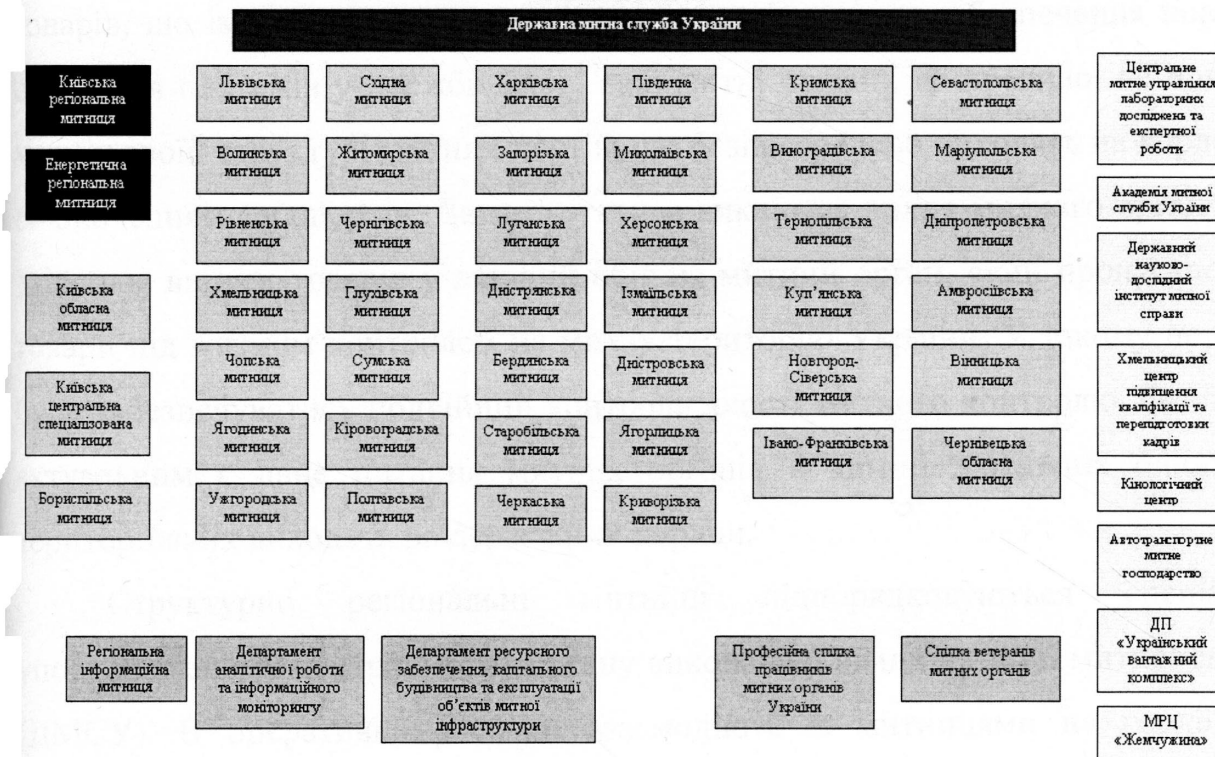 Державна митна служба України
Київська
регіональна
митниця
Енергетична
регіональна
митниця
Київська
обласна
митниця
Київська
центральна
спеціалізована
митниця
Бориспільська
митниця
Львівська
митниця
Волинська
митниця
Рівненська
митниця
Хмельницька
митниця
Чопська
митниця
Ягодинська
митниця
Ужгородська
митниця
Східна
митниця
Житомирська
митниця
Чернігівська
митниця
Глухівська
митниця
Сумська
митниця
Кіровоградська
митниця
Полтавська
митниця
Харківська
митниця
Запорізька
митниця
Луганська
митниця
Дністрянська
митниця
Бердянська
митниця
Старобільська
митниця
Черкаська
митниця
Південна
митниця
Миколаївська
митниця
Херсонська
митниця
Ізмаїльська
митниця
Дністровська
митниця
Ягорлицька
митниця
Криворізька
митниця
Кримська
митниця
Виноградівська
митниця
Тернопільська
митниця
Куп’янська
митниця
Новгород-
Сіверська
митниця
Івано-Франківська
митниця
Севастопольська
митниця
Маріупольська
митниця
Дніпропетровська
митниця
Амвросіївська
митниця
Вінницька
митниця
Чернівецька
обласна
митниця
Центральне
митне управління
лабораторних
досліджень та
експертної
роботи
Академія митної
служби України
Державний
науково-
дослідний
інститут митної
справи
Хмельницький
центр
підвищення
кваліфікації та
перепідготовки
кадрів
Кінологічний
центр
Автотранспортне
митне
господарство
ДП
«Український
вантажний
комплекс»
МРЦ
«Жемчужина»
Регіональна
інформаційна
митниця
Департамент
аналітичної роботи
та інформаційного
моніторингу
Департамент ресурсного
забезпечення, капітального
будівництва та експлуатації
об’єктів митної
інфраструктури
Професійна спілка
працівників
митних органів
України
Спілка ветеранів
митних органів